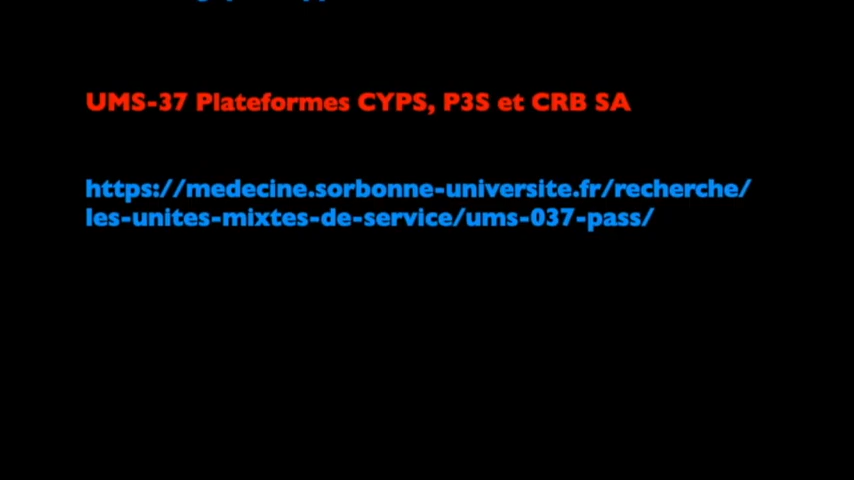 UMS-37 Plateformes CYPS, P3S et CRB SA
https://medecine.sorbonne-universite.fr/recherche/
les-unites-mixtes-de-service/ums-037-pass/